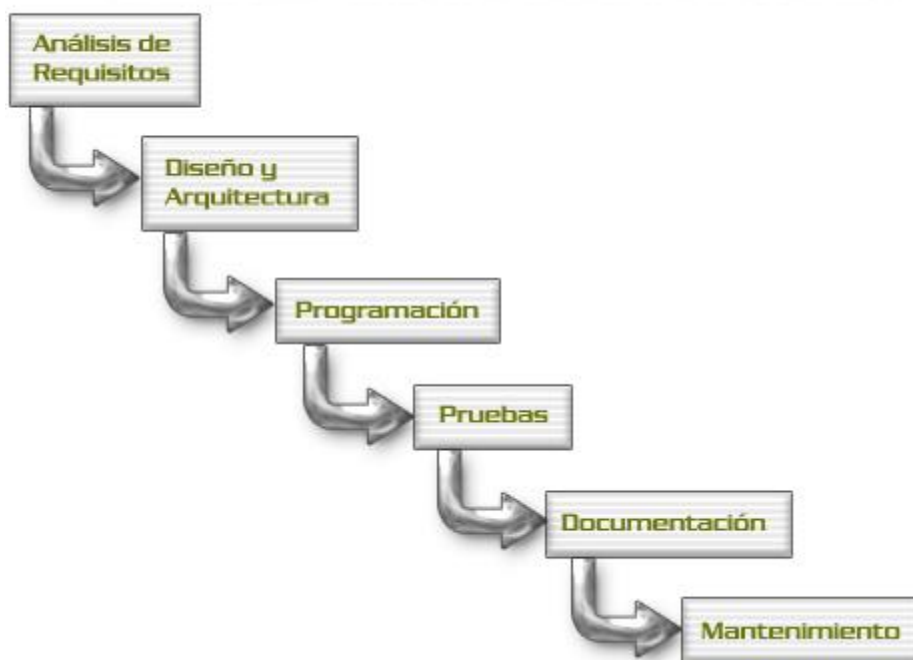 Análisis de
Requisitos
Diseño y
Arquitectura
Programación
Pruebas
Documentación
Mantenimiento